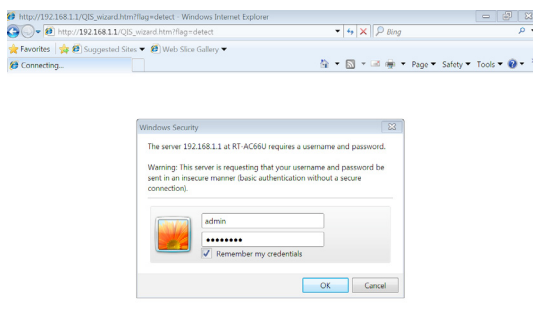 http://192.168.1.1/QIS_wizard.htm?flag=detect - Windows Internet Explorer
http://192.168.1.1/QIS_wizard.htm?flag=detect
Bing
Favorites Suggested Sites Web Slice Gallery
Connecting...
Page Safety Tools
Windows Security
The server 192.168.1.1 at RT-AC66U requires a username and password.
Warning: This server is requesting that your username and password be
sent in an insecure manner (basic authentication without a secure
connection).
admin
••••••••
Remember my credentials
OK Cancel